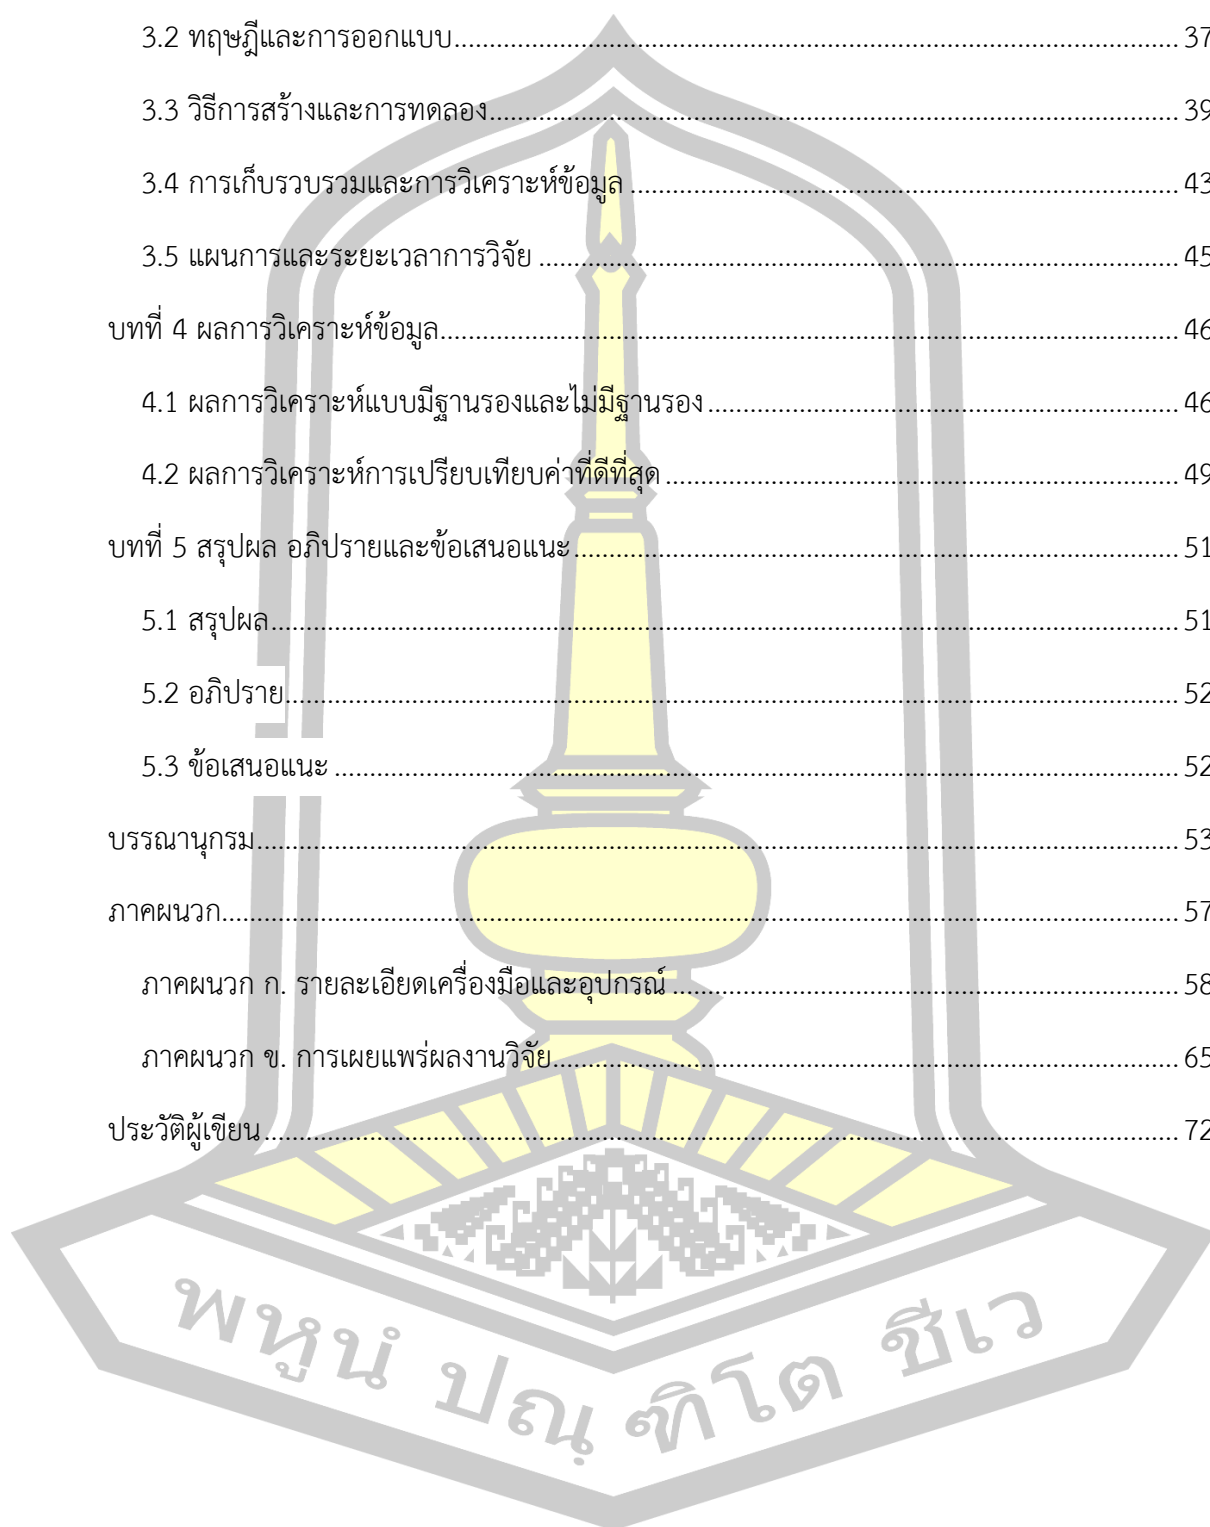 3.2 ทฤษฎีและการออกแบบ 37
3.3 วิธีการสร้างและการทดลอง 39
3.4 การเก็บรวบรวมและการวิเคราะห์ข้อมูล 43
3.5 แผนการและระยะเวลาการวิจัย 45
บทที่ 4 ผลการวิเคราะห์ข้อมูล 46
4.1 ผลการวิเคราะห์แบบมีฐานรองและไม่มีฐานรอง 46
4.2 ผลการวิเคราะห์การเปรียบเทียบค่าที่ดีที่สุด 49
บทที่ 5 สรุปผล อภิปรายและข้อเสนอแนะ 51
5.1 สรุปผล 51
5.2 อภิปราย 52
5.3 ข้อเสนอแนะ 52
บรรณานุกรม 53
ภาคผนวก 57
ภาคผนวก ก. รายละเอียดเครื่องมือและอุปกรณ์ 58
ภาคผนวก ข. การเผยแพร่ผลงานวิจัย 65
ประวัติผู้เขียน 72
พหูนํ ปณฺฑิโต ชีเว